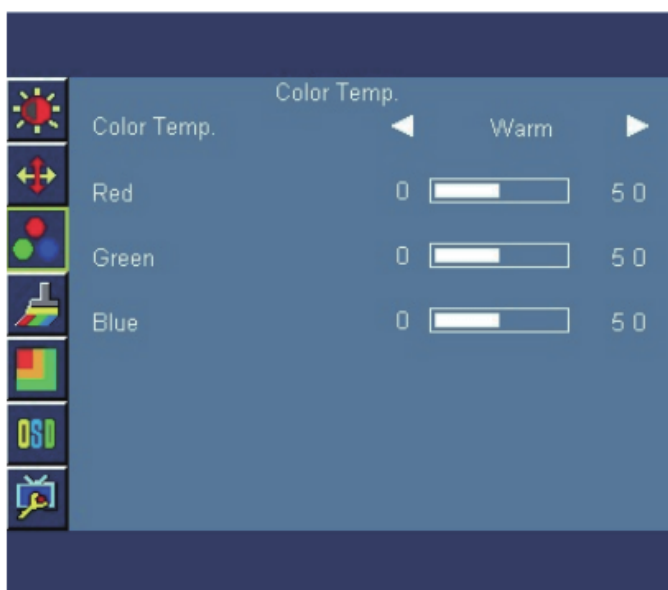 Color Temp.
Color Temp. Warm
Red 0 50
Green 0 50
Blue 0 50
OSD